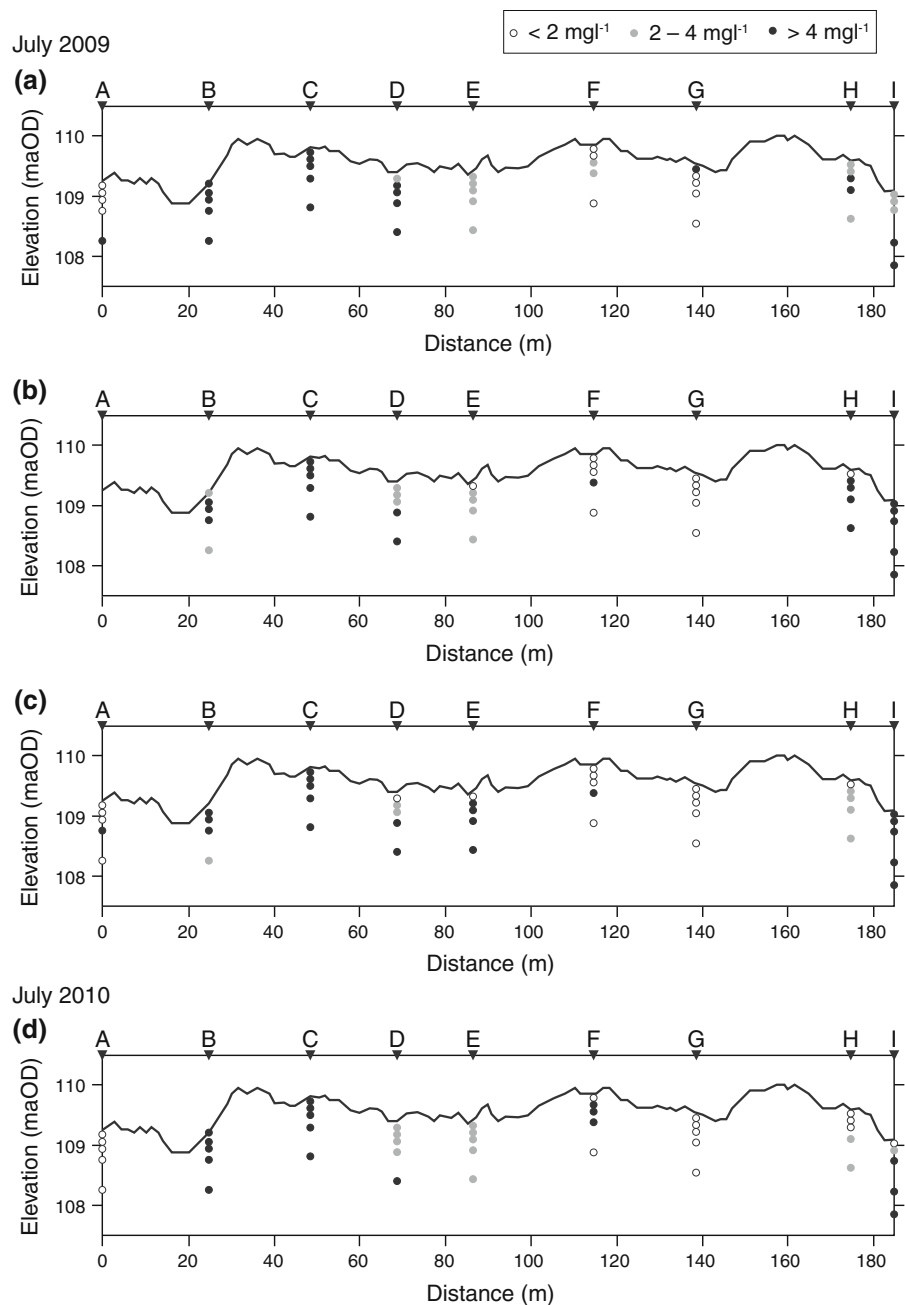 July 2009
< 2 mgl⁻¹ 2 – 4 mgl⁻¹ > 4 mgl⁻¹
(a)
A B C D E F G H I
110
109
108
Elevation (maOD)
0 20 40 60 80 100 120 140 160 180
Distance (m)
(b)
A B C D E F G H I
110
109
108
Elevation (maOD)
0 20 40 60 80 100 120 140 160 180
Distance (m)
(c)
A B C D E F G H I
110
109
108
Elevation (maOD)
0 20 40 60 80 100 120 140 160 180
Distance (m)
July 2010
(d)
A B C D E F G H I
110
109
108
Elevation (maOD)
0 20 40 60 80 100 120 140 160 180
Distance (m)